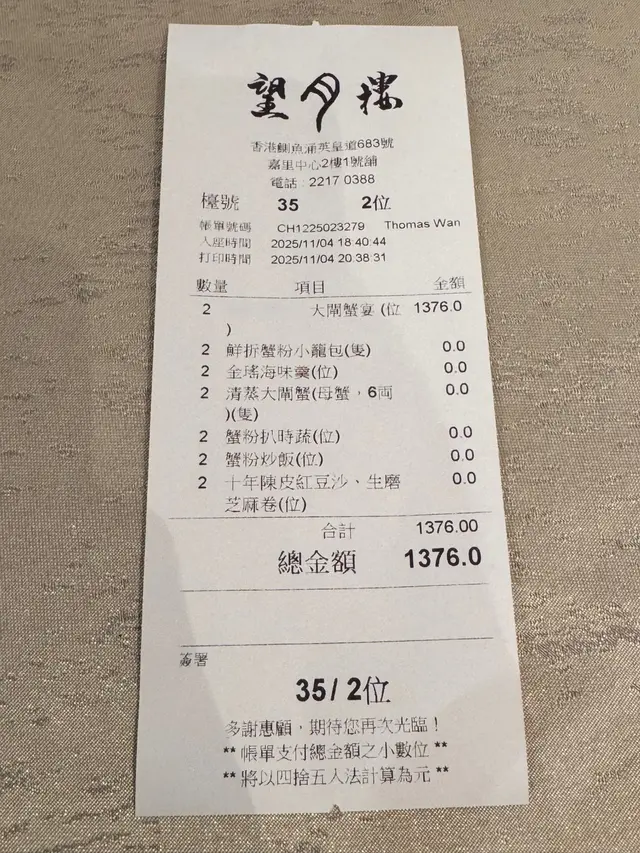 望月樓
香港鰂魚涌英皇道683號
嘉里中心2樓1號舖
電話：2217 0388
檯號 35 2位
帳單號碼 CH1225023279 Thomas Wan
入座時間 2025/11/04 18:40:44
打印時間 2025/11/04 20:38:31
數量 項目 金額
2 大閘蟹宴 (位 1376.0
)
2 鮮折蟹粉小籠包(隻) 0.0
2 金瑤海味羹(位) 0.0
2 清蒸大閘蟹(母蟹，6両 0.0
)(隻)
2 蟹粉扒時蔬(位) 0.0
2 蟹粉炒飯(位) 0.0
2 十年陳皮紅豆沙、生磨 0.0
芝麻卷(位)
合計 1376.00
總金額 1376.0
簽署
35/ 2位
多謝惠顧，期待您再次光臨！
** 帳單支付總金額之小數位 **
** 將以四捨五入法計算為元 **